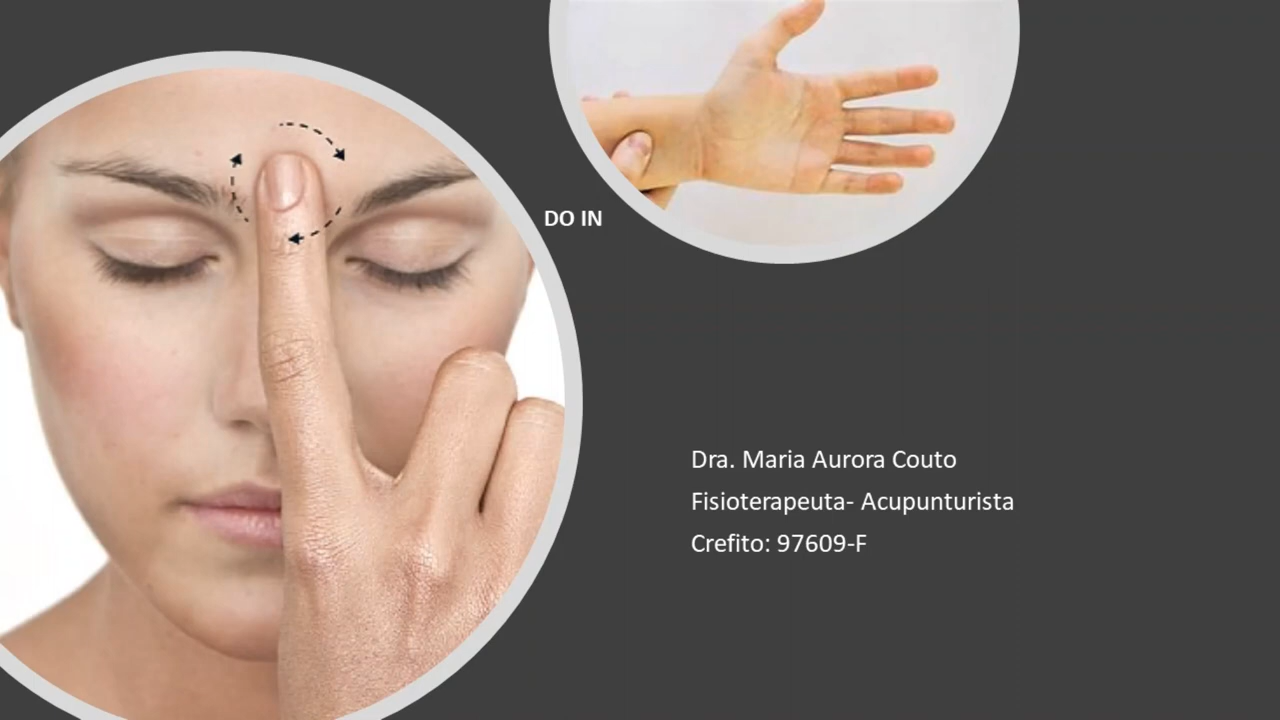 DO IN
Dra. Maria Aurora Couto
Fisioterapeuta- Acupunturista
Crefito: 97609-F